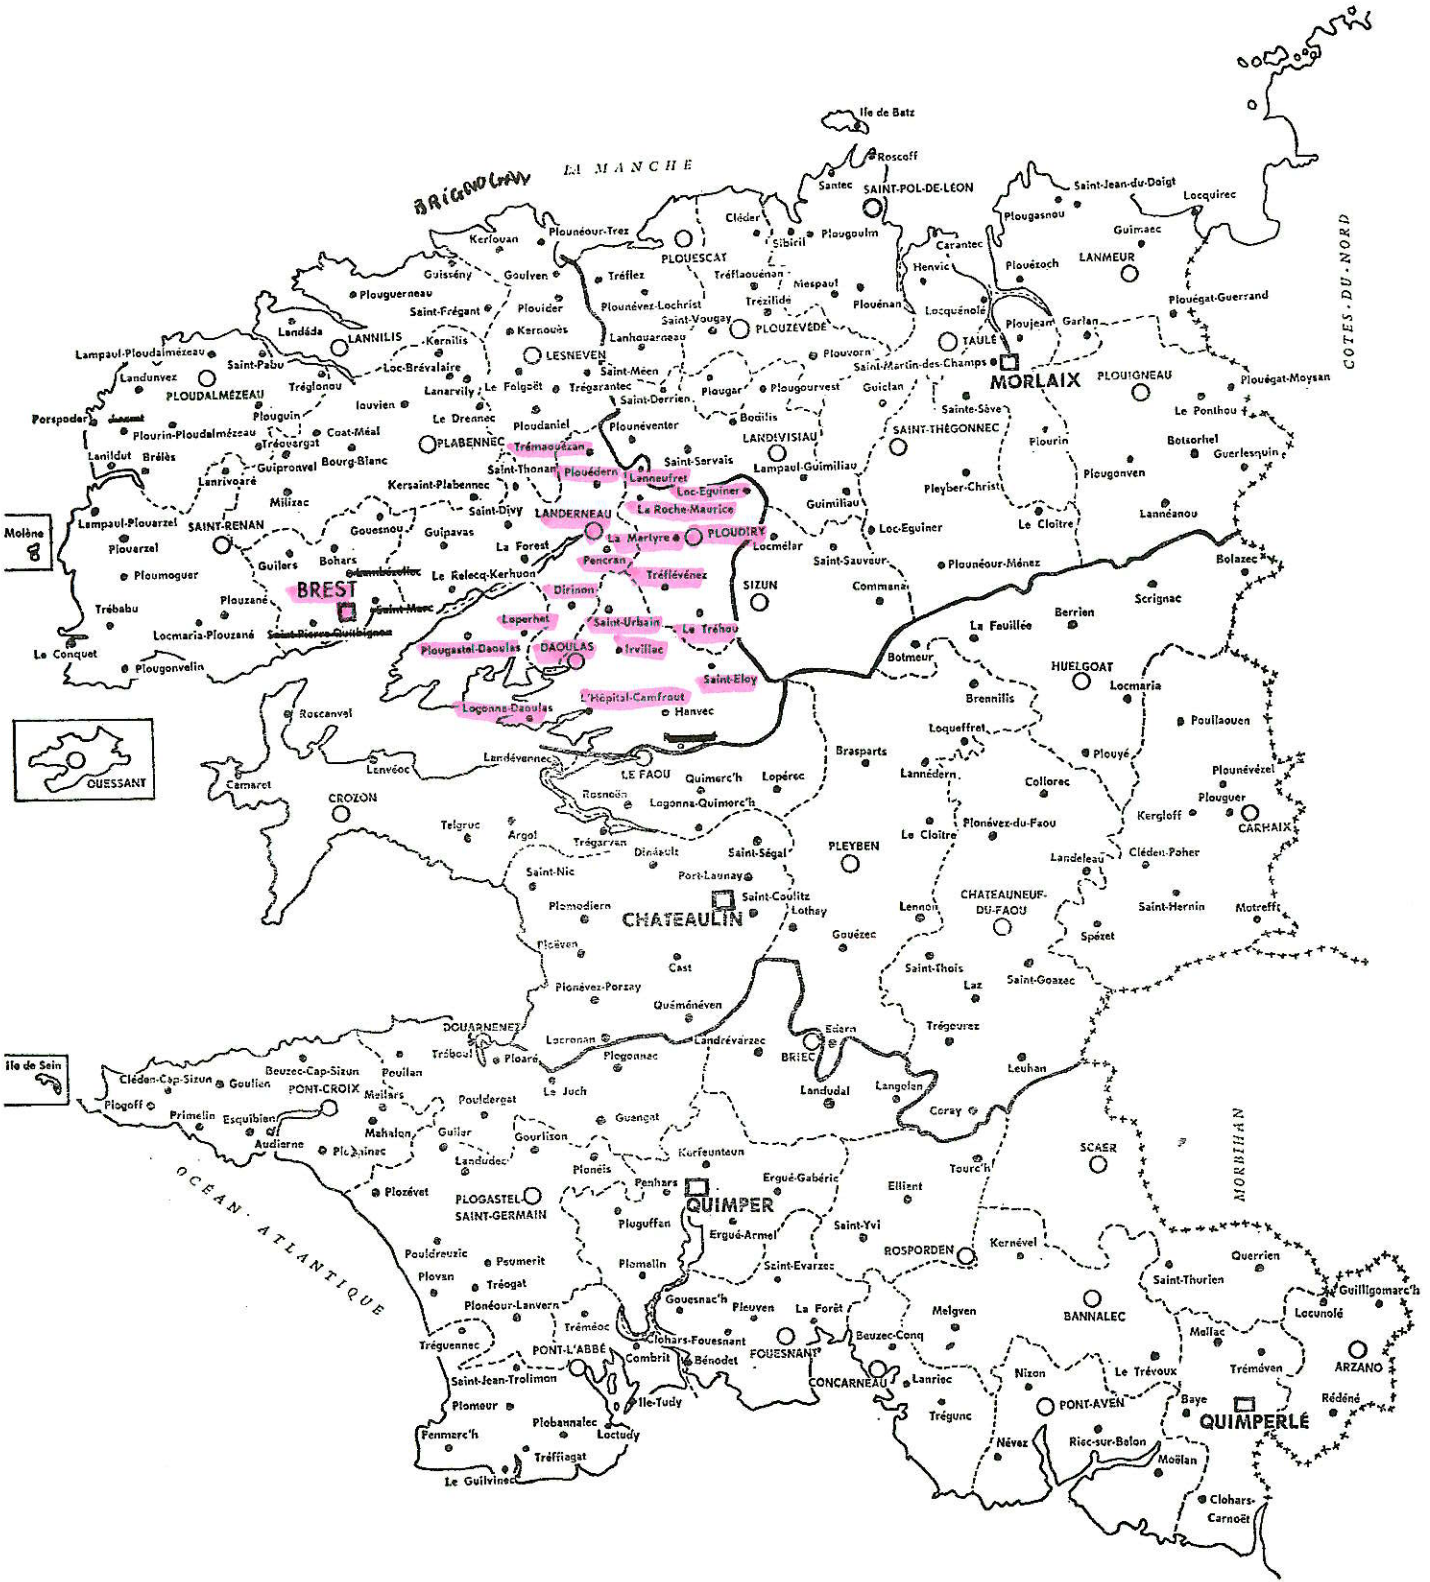 Ile de Batz
Roscoff
LA MANCHE
BRIGNOGAN
Santec
SAINT-POL-DE-LÉON
Saint-Jean-du-Doigt
Locquirec
Plougasnou
Cléder
Guimaec
Plounéour-Trez
Kerlouan
Sibiril
Plougoulm
Carantec
COTES-DU-NORD
PLOUESCAT
Henvic
Plouézoch
LANMEUR
Guissény
Goulven
Tréflez
Tréflaouénan
Mespaul
Plouguerneau
Plouider
Plounévez-Lochrist
Trézilidé
Plouénan
Plouégat-Guerrand
Saint-Frégant
Locquénolé
Landéda
LANNILIS
Kernouès
Saint-Vougay
PLOUZÉVÉDÉ
Ploujean
Garlan
Kernilis
Lanhouarneau
TAULÉ
Lampaul-Ploudalmézeau
Saint-Pabu
LESNEVEN
Plouvorn
Saint-Martin-des-Champs
Loc-Brévalaire
Saint-Méen
MORLAIX
Landunvez
PLOUDALMÉZEAU
Tréglonou
Lanarvily
Le Folgoët
Trégarantec
Plougar
Plougourvest
Guiclan
PLOUIGNEAU
Plouégat-Moysan
Saint-Derrien
Porspoder
Plouguin
Le Drennec
Bodilis
Sainte-Sève
Le Ponthou
Plourin-Ploudalmézeau
Coat-Méal
Ploudaniel
Plounéventer
SAINT-THÉGONNEC
Tréouergat
PLABENNEC
LANDIVISIAU
Plourin
Botsorhel
Lanildut
Brélès
Guipronvel
Bourg-Blanc
Trémaouézan
Saint-Servais
Guerlesquin
Saint-Thonan
Plouédern
Lampaul-Guimiliau
Plougonven
Lanrivoaré
Kersaint-Plabennec
Lanneufret
Pleyber-Christ
Milizac
Loc-Eguiner
Guimiliau
Lampaul-Plouarzel
SAINT-RENAN
Saint-Divy
LANDERNEAU
La Roche-Maurice
Lannéanou
Gouesnou
Guipavas
Loc-Eguiner
Le Cloître
Molène
La Martyre
PLOUDIRY
Plouarzel
Bohars
La Forest
Locmélar
Guilers
Pencran
Saint-Sauveur
Bolazec
Ploumoguer
Lambézellec
Le Relecq-Kerhuon
Plounéour-Ménez
BREST
Dirinon
Tréflévénez
SIZUN
Commana
Scrignac
Trébabu
Plouzané
Saint-Marc
Berrien
Locmaria-Plouzané
Saint-Pierre-Quilbignon
Loperhet
Saint-Urbain
Le Tréhou
La Feuillée
Le Conquet
Plougastel-Daoulas
DAOULAS
Irvillac
Botmeur
Plougonvelin
HUELGOAT
Saint-Eloy
Brennilis
Locmaria
Logonna-Daoulas
L'Hôpital-Camfrout
Hanvec
Roscanvel
Loqueffret
Poullaouen
OUESSANT
Lanvéoc
Landévennec
Brasparts
Plouyé
LE FAOU
Lannédern
Plounévézel
Camaret
Quimerc'h
Lopérec
Collorec
CROZON
Rosnoën
Logonna-Quimerc'h
Plouguer
Kergloff
CARHAIX
Telgruc
Argol
Trégarvan
Le Cloître
Plonévez-du-Faou
Dinéault
Saint-Ségal
PLEYBEN
Landeleau
Cléden-Poher
Saint-Nic
Port-Launay
Saint-Coulitz
CHATEAUNEUF-
DU-FAOU
Plomodiern
CHATEAULIN
Lothey
Lennon
Saint-Hernin
Motreff
Ploéven
Gouézec
Spézet
Cast
Saint-Thois
Saint-Goazec
Plonévez-Porzay
Laz
Quéménéven
DOUARNENEZ
Locronan
Landrévarzec
Edern
Trégourez
Tréboul
Ploaré
Plogonnec
BRIEC
Ile de Sein
Beuzec-Cap-Sizun
Poullan
Leuhan
Cléden-Cap-Sizun
Goulien
PONT-CROIX
Le Juch
Landudal
Langolen
Plogoff
Meilars
Pouldergat
Coray
Primelin
Esquibien
Guengat
Audierne
Mahalon
Guiler
Gourlizon
MORBIHAN
Plouhinec
Landudec
Plonéis
Kerfeunteun
SCAER
OCÉAN-ATLANTIQUE
Tourc'h
Plozévet
PLOGASTEL-
SAINT-GERMAIN
Penhars
QUIMPER
Ergué-Gabéric
Elliant
Pluguffan
Ergué-Armel
Saint-Yvi
Pouldreuzic
ROSPORDEN
Kernével
Querrien
Peumerit
Plomelin
Saint-Evarzec
Plovan
Tréogat
Saint-Thurien
Plonéour-Lanvern
Gouesnac'h
Pleuven
La Forêt
Melgven
BANNALEC
Locunolé
Guilligomarc'h
Tréméoc
Clohars-Fouesnant
Beuzec-Conq
Mellac
Tréguennec
PONT-L'ABBÉ
Combrit
Bénodet
FOUESNANT
Tréméven
ARZANO
Saint-Jean-Trolimon
CONCARNEAU
Lanriec
Nizon
Le Trévoux
Plomeur
Ile-Tudy
Trégunc
PONT-AVEN
Baye
QUIMPERLÉ
Rédéné
Plobannalec
Penmarc'h
Loctudy
Névez
Riec-sur-Belon
Tréffiagat
Moëlan
Le Guilvinec
Clohars-
Carnoët